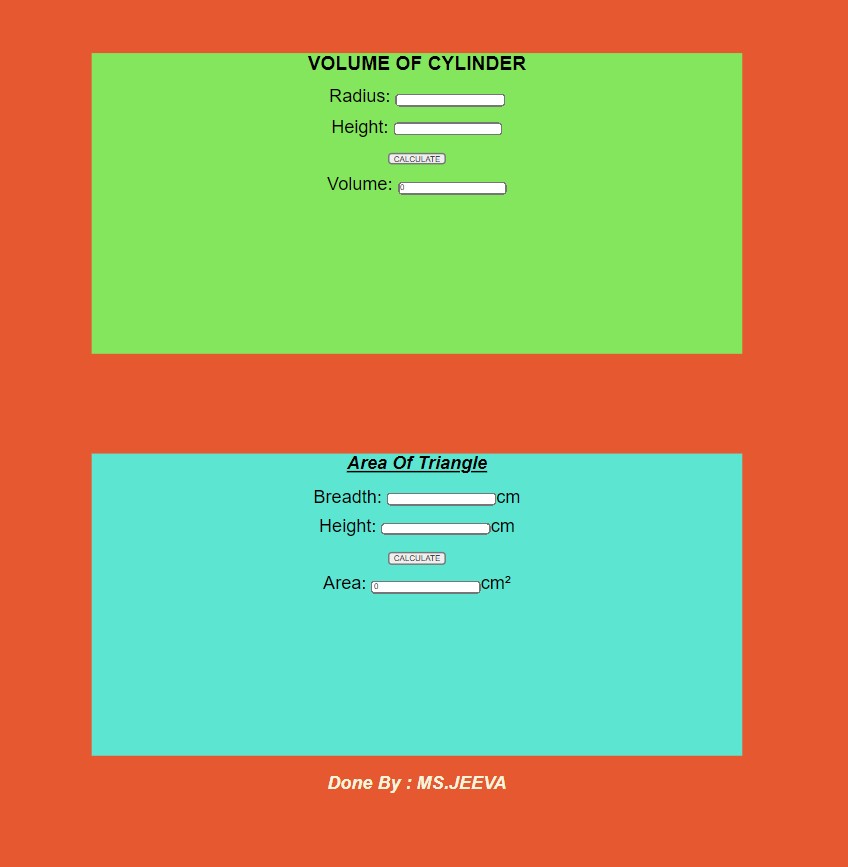 VOLUME OF CYLINDER
Radius:
Height:
CALCULATE
Volume: 0
Area Of Triangle
Breadth: cm
Height: cm
CALCULATE
Area: 0 cm²
Done By : MS.JEEVA